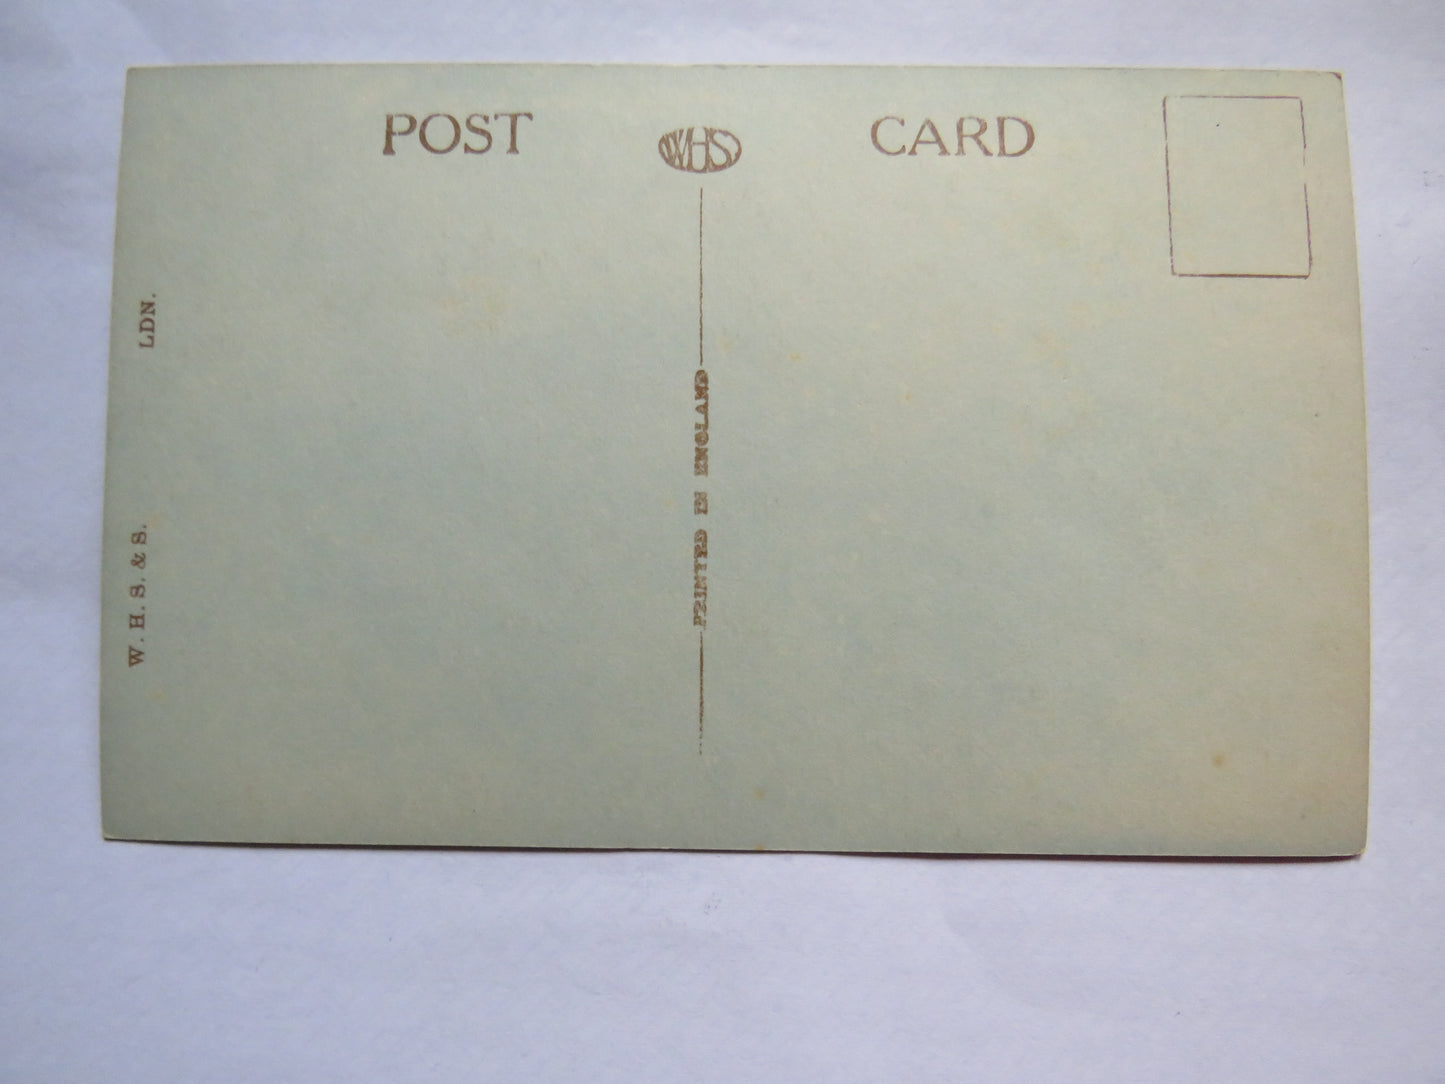 POST WHS CARD
PRINTED IN ENGLAND
W. H. S. & S. LDN.